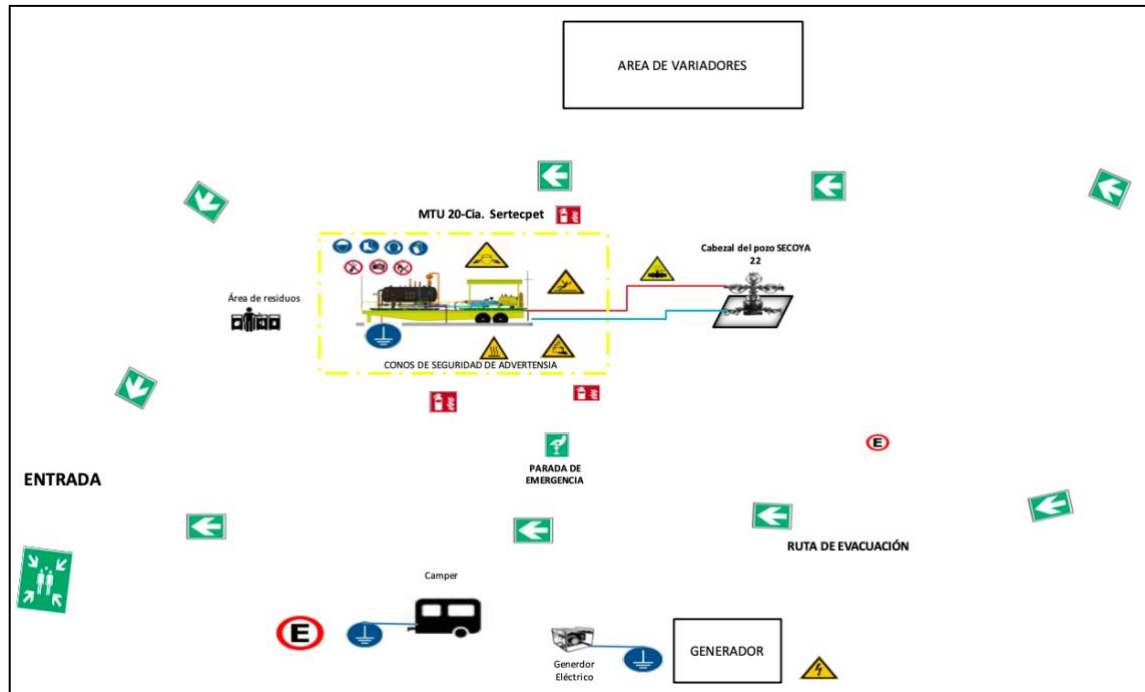 AREA DE VARIADORES
MTU 20-Cia. Sertecpet
Cabezal del pozo SECOYA
22
Área de residuos
CONOS DE SEGURIDAD DE ADVERTENSIA
E
PARADA DE
EMERGENCIA
ENTRADA
RUTA DE EVACUACIÓN
Camper
E
Generdor
Eléctrico
GENERADOR